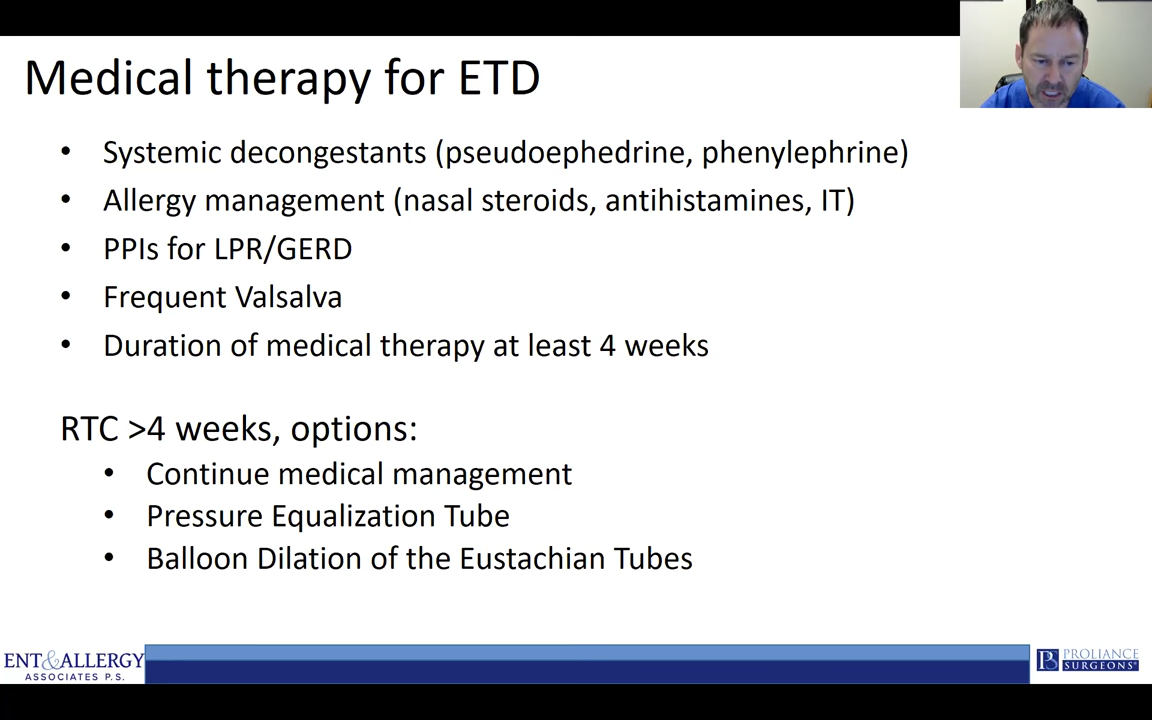 Medical therapy for ETD
• Systemic decongestants (pseudoephedrine, phenylephrine)
• Allergy management (nasal steroids, antihistamines, IT)
• PPIs for LPR/GERD
• Frequent Valsalva
• Duration of medical therapy at least 4 weeks
RTC >4 weeks, options:
• Continue medical management
• Pressure Equalization Tube
• Balloon Dilation of the Eustachian Tubes
ENT&ALLERGY
ASSOCIATES P.S.
PROLIANCE
SURGEONS®